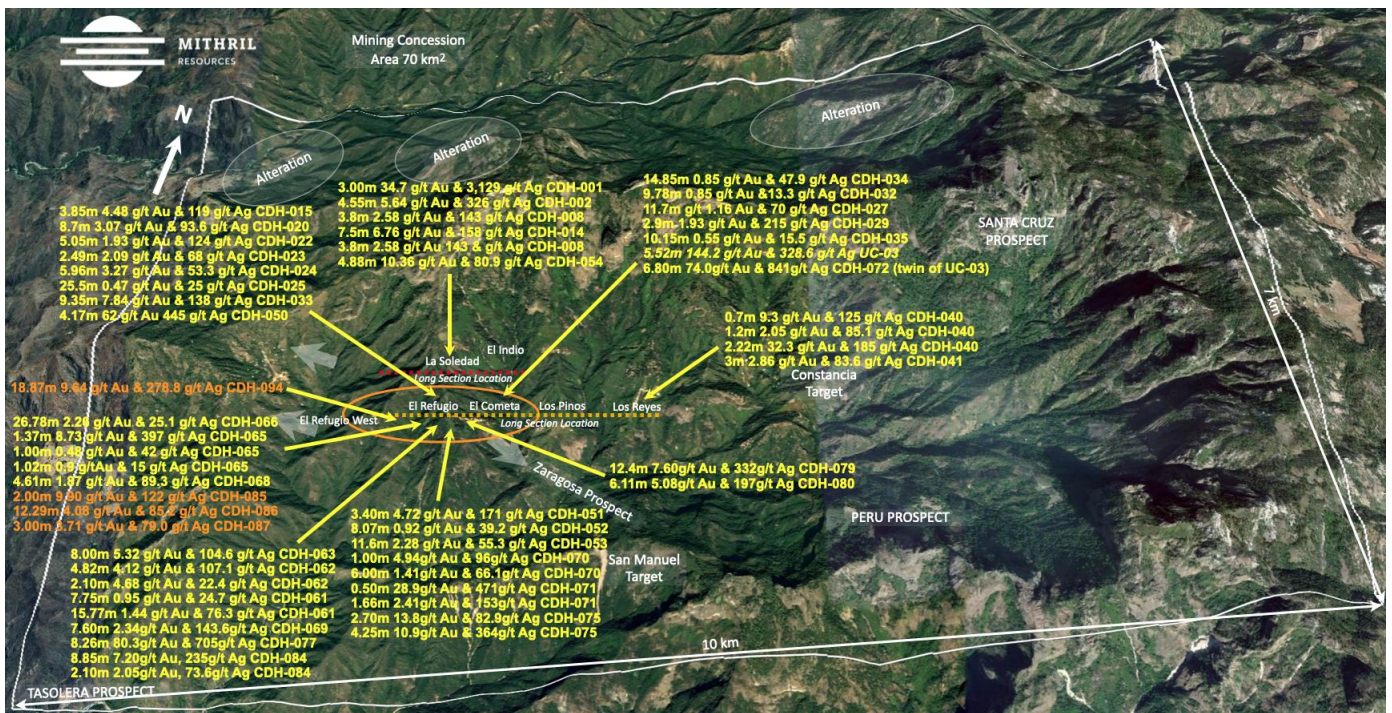 MITHRIL
RESOURCES
Mining Concession
Area 70 km²
N
Alteration
Alteration
Alteration
3.85m 4.48 g/t Au & 119 g/t Ag CDH-015
8.7m 3.07 g/t Au & 93.6 g/t Ag CDH-020
5.05m 1.93 g/t Au & 124 g/t Ag CDH-022
2.49m 2.09 g/t Au & 68 g/t Ag CDH-023
5.96m 3.27 g/t Au & 53.3 g/t Ag CDH-024
25.5m 0.47 g/t Au & 25 g/t Ag CDH-025
9.35m 7.84 g/t Au & 138 g/t Ag CDH-033
4.17m 62 g/t Au 445 g/t Ag CDH-050
3.00m 34.7 g/t Au & 3,129 g/t Ag CDH-001
4.55m 5.64 g/t Au & 326 g/t Ag CDH-002
3.8m 2.58 g/t Au & 143 g/t Ag CDH-008
7.5m 6.76 g/t Au & 158 g/t Ag CDH-014
3.8m 2.58 g/t Au 143 & g/t Ag CDH-008
4.88m 10.36 g/t Au & 80.9 g/t Ag CDH-054
14.85m 0.85 g/t Au & 47.9 g/t Ag CDH-034
9.78m 0.85 g/t Au &13.3 g/t Ag CDH-032
11.7m g/t 1.16 Au & 70 g/t Ag CDH-027
2.9m 1.93 g/t Au & 215 g/t Ag CDH-029
10.15m 0.55 g/t Au & 15.5 g/t Ag CDH-035
5.52m 144.2 g/t Au & 328.6 g/t Ag UC-03
6.80m 74.0g/t Au & 841g/t Ag CDH-072 (twin of UC-03)
SANTA CRUZ
PROSPECT
7 km
0.7m 9.3 g/t Au & 125 g/t Ag CDH-040
1.2m 2.05 g/t Au & 85.1 g/t Ag CDH-040
2.22m 32.3 g/t Au & 185 g/t Ag CDH-040
3m 2.86 g/t Au & 83.6 g/t Ag CDH-041
Constancia
Target
El Indio
La Soledad
Long Section Location
18.87m 9.64 g/t Au & 278.8 g/t Ag CDH-094
El Refugio West
El Refugio
El Cometa
Los Pinos
Los Reyes
Long Section Location
26.78m 2.26 g/t Au & 25.1 g/t Ag CDH-066
1.37m 8.73 g/t Au & 397 g/t Ag CDH-065
1.00m 0.48 g/t Au & 42 g/t Ag CDH-065
1.02m 0.9 g/tAu & 15 g/t Ag CDH-065
4.61m 1.87 g/t Au & 89.3 g/t Ag CDH-068
2.00m 9.90 g/t Au & 122 g/t Ag CDH-085
12.29m 4.08 g/t Au & 85.2 g/t Ag CDH-086
3.00m 3.71 g/t Au & 79.0 g/t Ag CDH-087
12.4m 7.60g/t Au & 332g/t Ag CDH-079
6.11m 5.08g/t Au & 197g/t Ag CDH-080
Zaragosa Prospect
3.40m 4.72 g/t Au & 171 g/t Ag CDH-051
8.07m 0.92 g/t Au & 39.2 g/t Ag CDH-052
11.6m 2.28 g/t Au & 55.3 g/t Ag CDH-053
1.00m 4.94g/t Au & 96g/t Ag CDH-070
6.00m 1.41g/t Au & 66.1g/t Ag CDH-070
0.50m 28.9g/t Au & 471g/t Ag CDH-071
1.66m 2.41g/t Au & 153g/t Ag CDH-071
2.70m 13.8g/t Au & 82.9g/t Ag CDH-075
4.25m 10.9g/t Au & 364g/t Ag CDH-075
San Manuel
Target
PERU PROSPECT
8.00m 5.32 g/t Au & 104.6 g/t Ag CDH-063
4.82m 4.12 g/t Au & 107.1 g/t Ag CDH-062
2.10m 4.68 g/t Au & 22.4 g/t Ag CDH-062
7.75m 0.95 g/t Au & 24.7 g/t Ag CDH-061
15.77m 1.44 g/t Au & 76.3 g/t Ag CDH-061
7.60m 2.34g/t Au & 143.6g/t Ag CDH-069
8.26m 80.3g/t Au & 705g/t Ag CDH-077
8.85m 7.20g/t Au, 235g/t Ag CDH-084
2.10m 2.05g/t Au, 73.6g/t Ag CDH-084
10 km
TASOLERA PROSPECT